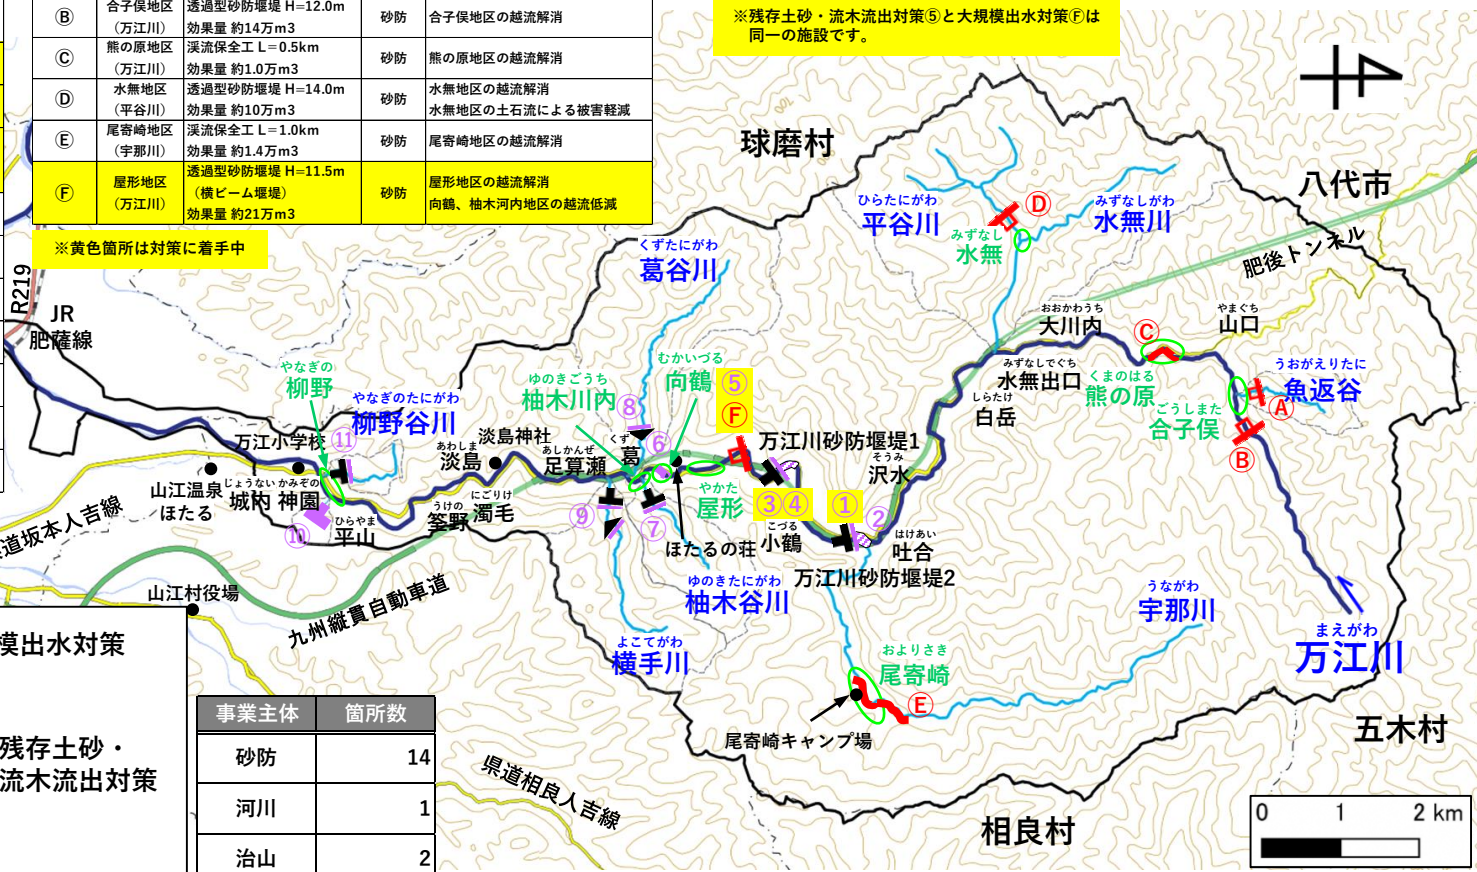 Ⓑ
合子俣地区
（万江川）
透過型砂防堰堤 H=12.0m
効果量 約14万m3
砂防
合子俣地区の越流解消
Ⓒ
熊の原地区
（万江川）
渓流保全工 L=0.5km
効果量 約1.0万m3
砂防
熊の原地区の越流解消
Ⓓ
水無地区
（平谷川）
透過型砂防堰堤 H=14.0m
効果量 約10万m3
砂防
水無地区の越流解消
水無地区の土石流による被害軽減
Ⓔ
尾寄崎地区
（宇那川）
渓流保全工 L=1.0km
効果量 約1.4万m3
砂防
尾寄崎地区の越流解消
Ⓕ
屋形地区
（万江川）
透過型砂防堰堤 H=11.5m
（横ビーム堰堤）
効果量 約21万m3
砂防
屋形地区の越流解消
向鶴、柚木河内地区の越流低減
※黄色箇所は対策に着手中
※残存土砂・流木流出対策⑤と大規模出水対策Ⓕは
同一の施設です。
球磨村
八代市
ひらたにがわ
平谷川
みずなし
水無
Ⓓ
みずなしがわ
水無川
肥後トンネル
くずたにがわ
葛谷川
R219
JR
肥薩線
おおかわうち
大川内
やまぐち
山口
Ⓒ
みずなしでぐち
水無出口
くまのはる
熊の原
うおがえりたに
魚返谷
Ⓐ
ごうしまた
合子俣
Ⓑ
しらたけ
白岳
やなぎの
柳野
やなぎのたにがわ
柳野谷川
ゆのきごうち
柚木川内
むかいづる
向鶴
⑤
Ⓕ
⑧
⑥
⑪
万江小学校
淡島神社
あわしま
淡島
あしかんぜ
足算瀬
くず
葛
万江川砂防堰堤1
そうみ
沢水
山江温泉
ほたる
じょうない
城内
かみぞの
神園
⑩
ひらやま
平山
うけの
筌野
にごりけ
濁毛
⑨
⑦
やかた
屋形
③④
①
②
こづる
小鶴
ほたるの荘
はけあい
吐合
万江川砂防堰堤2
道坂本人吉線
山江村役場
九州縦貫自動車道
ゆのきたにがわ
柚木谷川
よこてがわ
横手川
うながわ
宇那川
まえがわ
万江川
およりさき
尾寄崎
Ⓔ
尾寄崎キャンプ場
五木村
相良村
県道相良人吉線
模出水対策
残存土砂・
流木流出対策
事業主体 箇所数
砂防 14
河川 1
治山 2
0 1 2 km